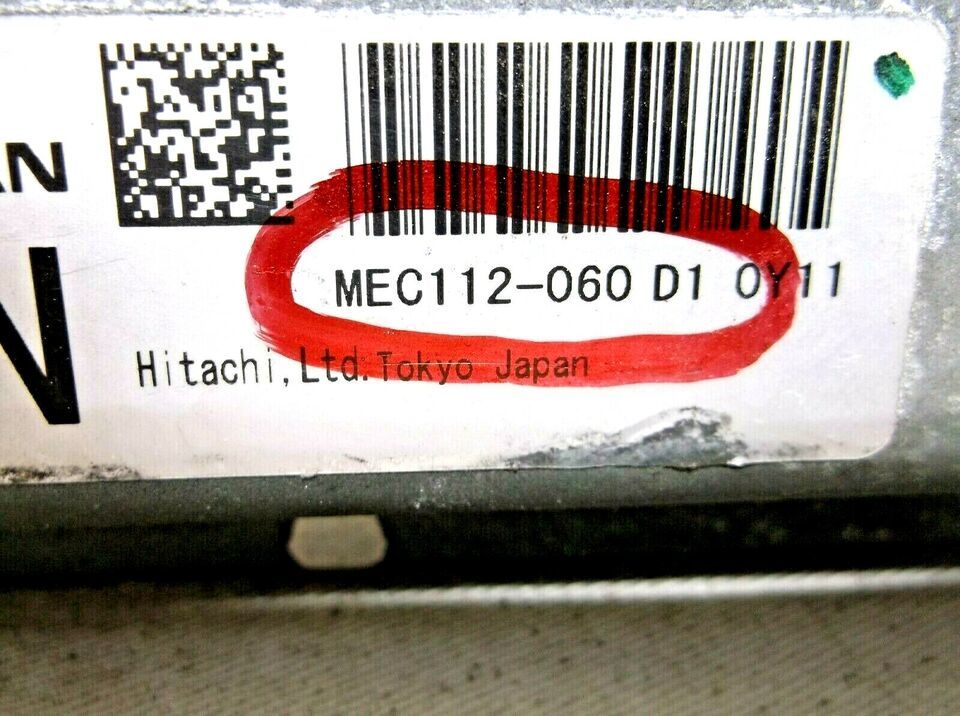 AN
N
MEC112-060 D1 0Y11
Hitachi, Ltd. Tokyo Japan